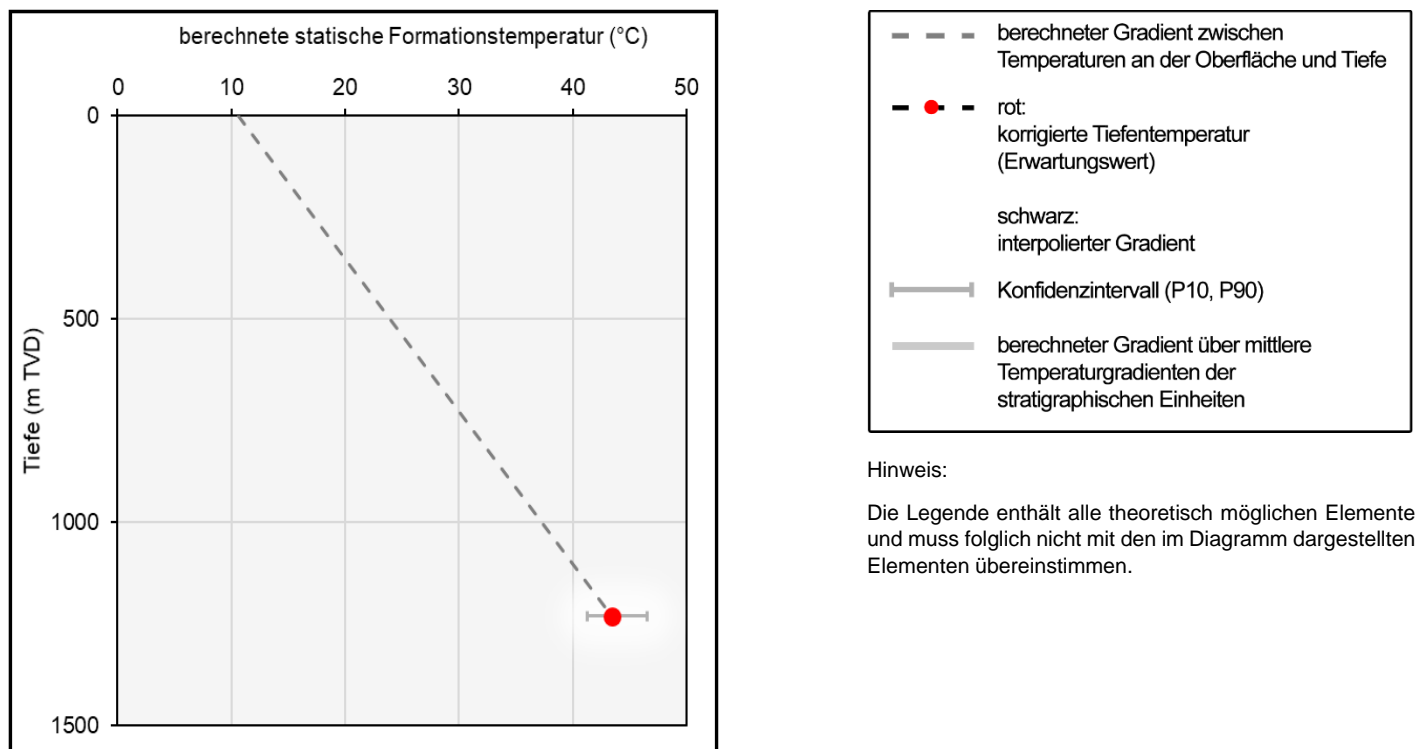 berechnete statische Formationstemperatur (°C)
0 10 20 30 40 50
0
500
1000
1500
Tiefe (m TVD)
berechneter Gradient zwischen
Temperaturen an der Oberfläche und Tiefe
rot:
korrigierte Tiefentemperatur
(Erwartungswert)
schwarz:
interpolierter Gradient
Konfidenzintervall (P10, P90)
berechneter Gradient über mittlere
Temperaturgradienten der
stratigraphischen Einheiten
Hinweis:
Die Legende enthält alle theoretisch möglichen Elemente
und muss folglich nicht mit den im Diagramm dargestellten
Elementen übereinstimmen.